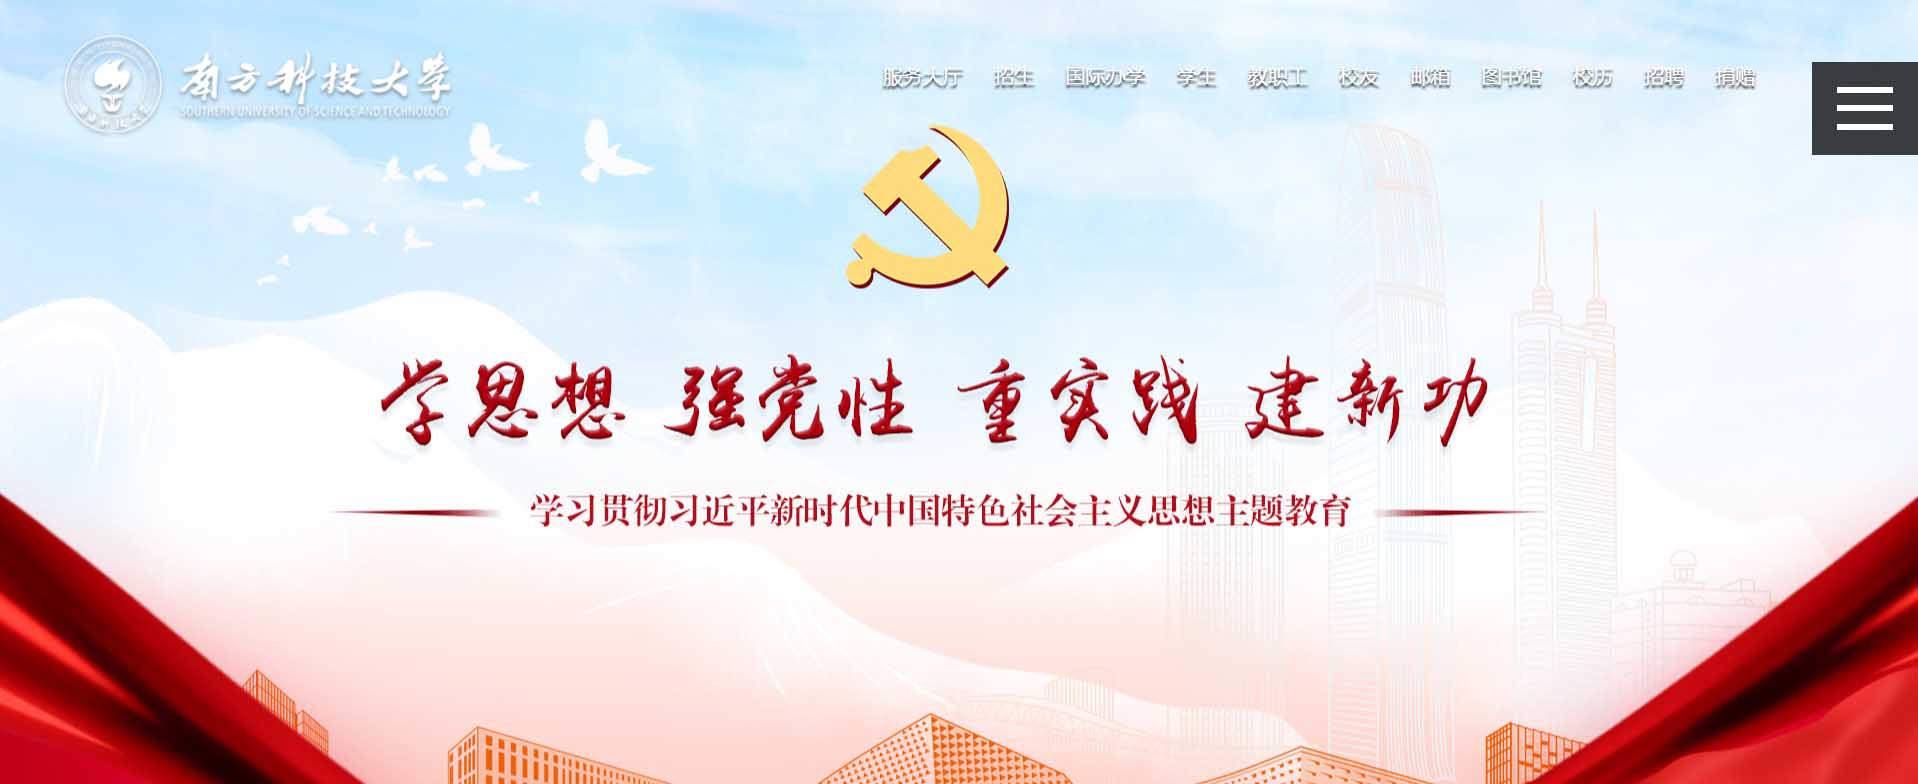 南方科技大学
SOUTHERN UNIVERSITY OF SCIENCE AND TECHNOLOGY
服务大厅 招生 国际办学 学生 教职工 校友 邮箱 图书馆 校历 招聘 捐赠
学思想 强党性 重实践 建新功
学习贯彻习近平新时代中国特色社会主义思想主题教育